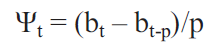 Ψt = (bt – bt-p)/p